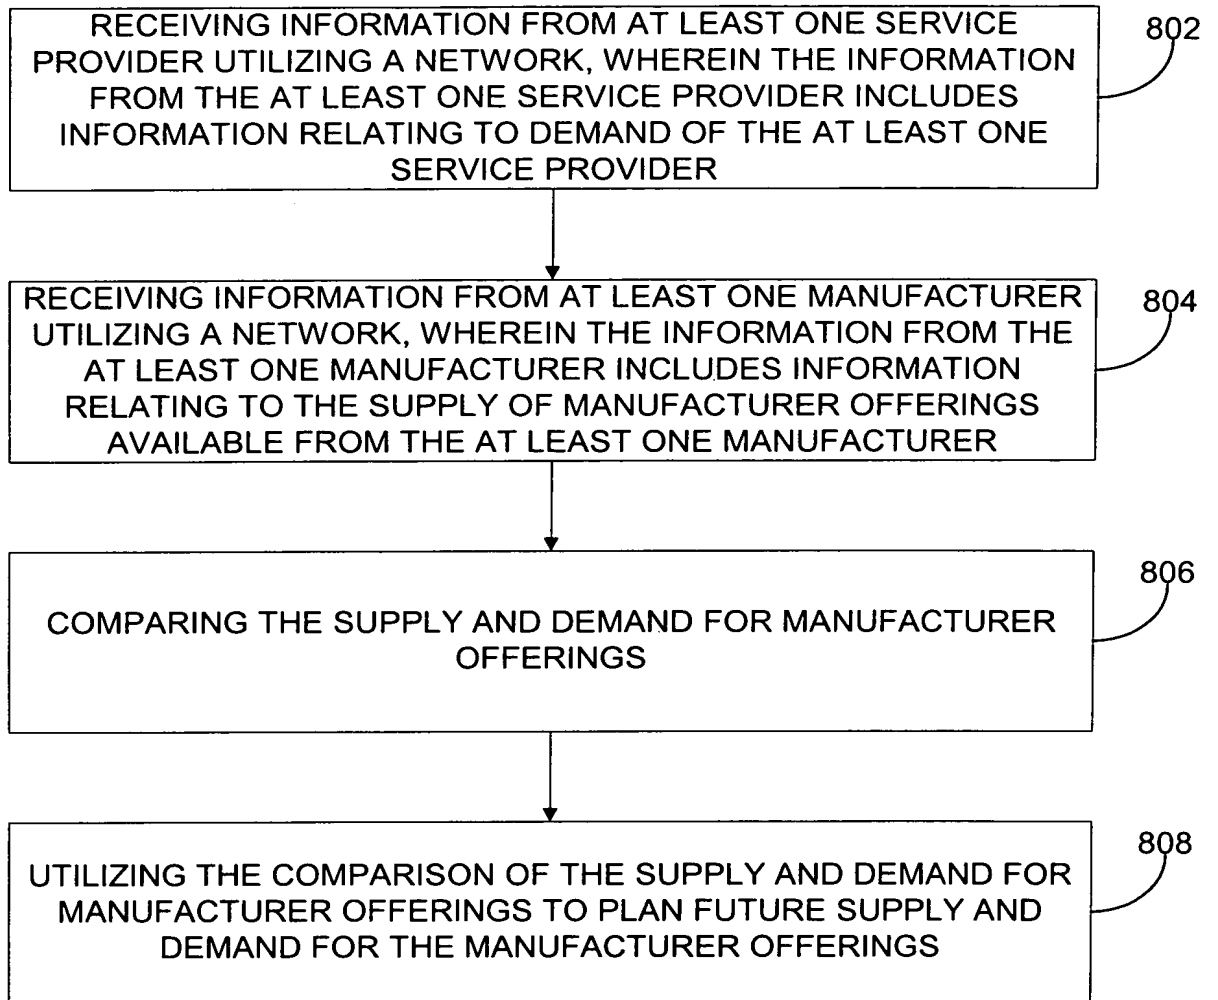 RECEIVING INFORMATION FROM AT LEAST ONE SERVICE
PROVIDER UTILIZING A NETWORK, WHEREIN THE INFORMATION
FROM THE AT LEAST ONE SERVICE PROVIDER INCLUDES
INFORMATION RELATING TO DEMAND OF THE AT LEAST ONE
SERVICE PROVIDER
802
RECEIVING INFORMATION FROM AT LEAST ONE MANUFACTURER
UTILIZING A NETWORK, WHEREIN THE INFORMATION FROM THE
AT LEAST ONE MANUFACTURER INCLUDES INFORMATION
RELATING TO THE SUPPLY OF MANUFACTURER OFFERINGS
AVAILABLE FROM THE AT LEAST ONE MANUFACTURER
804
COMPARING THE SUPPLY AND DEMAND FOR MANUFACTURER
OFFERINGS
806
UTILIZING THE COMPARISON OF THE SUPPLY AND DEMAND FOR
MANUFACTURER OFFERINGS TO PLAN FUTURE SUPPLY AND
DEMAND FOR THE MANUFACTURER OFFERINGS
808